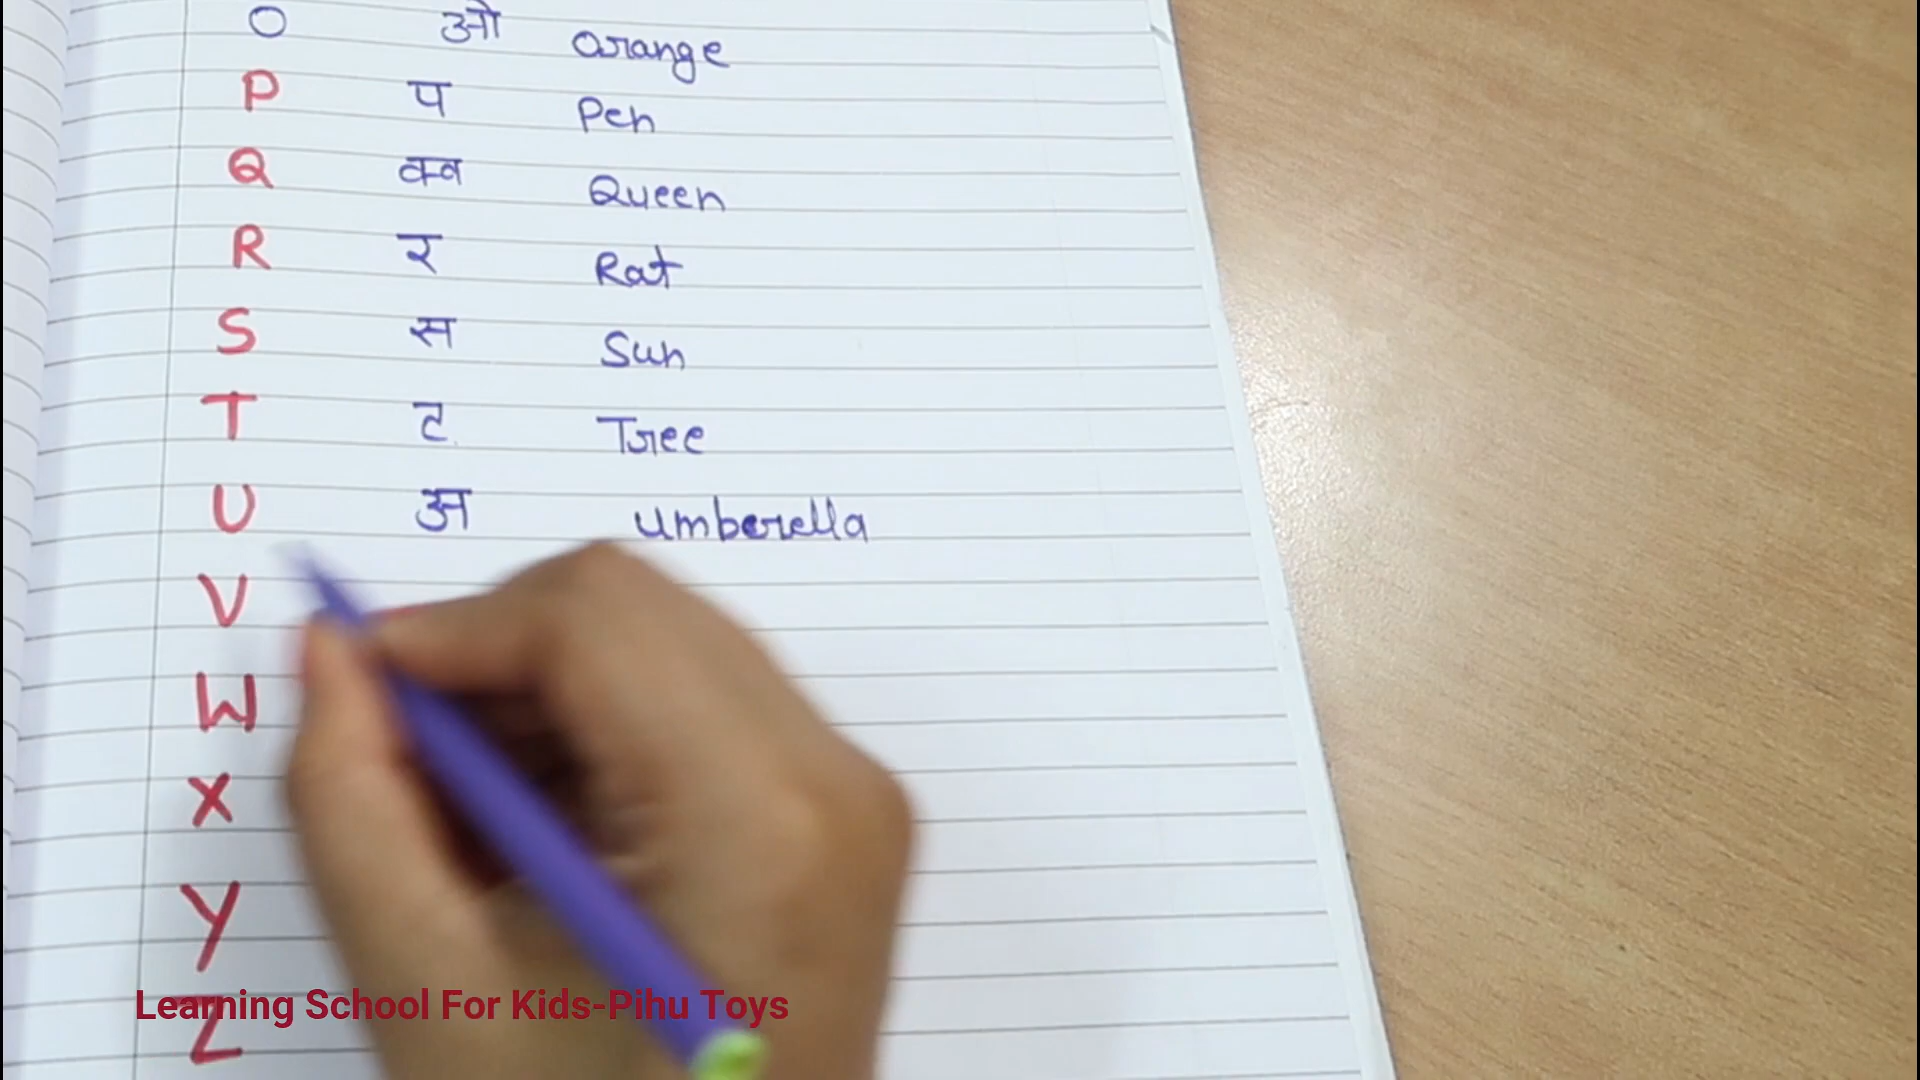 O ओ Orange
P प Pen
Q क्व Queen
R र Rat
S स Sun
T ट Tree
U अ Umberella
V
W
X
Y
Learning School For Kids-Pihu Toys
Z